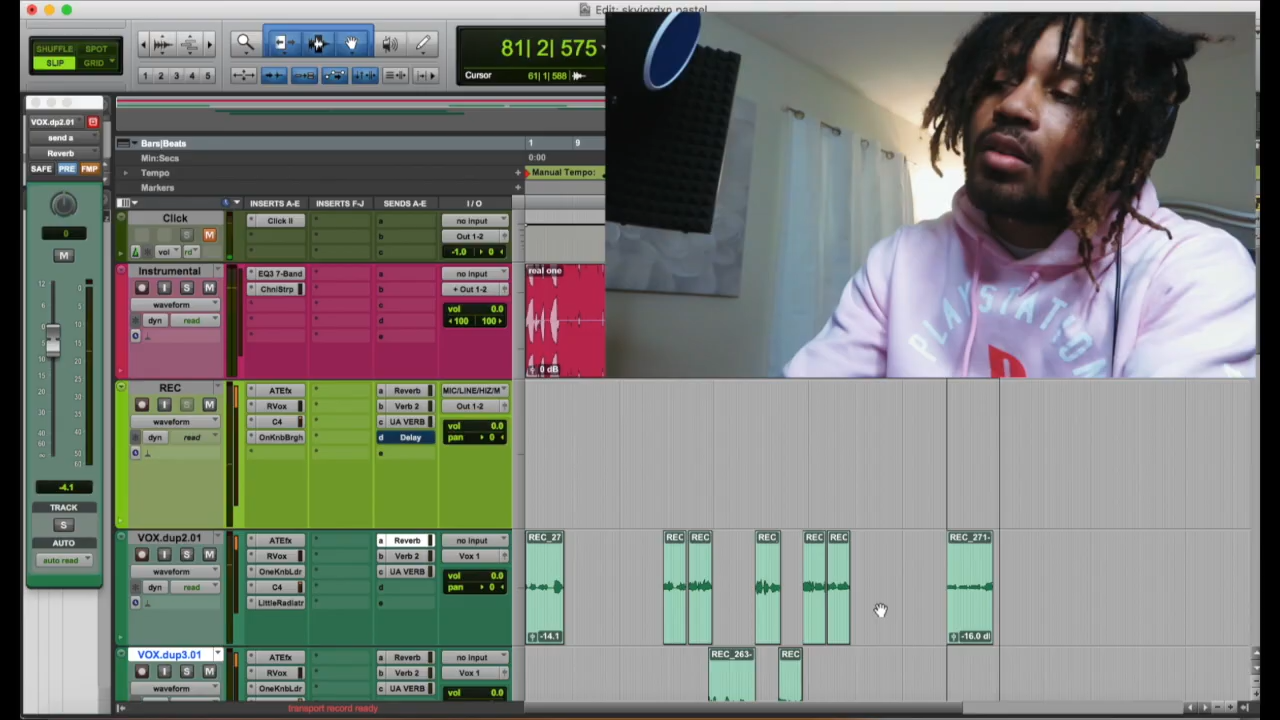 Edit: skyjordxn pastel
SHUFFLE SPOT
SLIP GRID
1 2 3 4 5
81| 2| 575
Cursor 61| 1| 588
VOX.dp2.01
send a
Reverb
SAFE PRE FMP
0
M
-4.1
TRACK
S
AUTO
auto read
Bars|Beats 1 9
Min:Secs 0:00
Tempo Manual Tempo:
Markers
INSERTS A-E INSERTS F-J SENDS A-E I / O
Click Click II a no input
S M b Out 1-2
vol rd c -1.0 0
Instrumental EQ3 7-Band a no input real one
I S M ChnlStrp b + Out 1-2
waveform c vol 0.0
dyn read d 100 100
e
0 dB
REC ATEfx a Reverb MIC/LINE/HIZ/M
I S M RVox b Verb 2 Out 1-2
waveform C4 c UA VERB vol 0.0
dyn read OnKnbBrgh d Delay pan 0
e
VOX.dup2.01 ATEfx a Reverb no input REC_27 REC REC REC REC REC REC_271-
I S M RVox b Verb 2 Vox 1
waveform OneKnbLdr c UA VERB vol 0.0
dyn read C4 d pan 0
LittleRadiatr e
-14.1 -16.0 dB
VOX.dup3.01 ATEfx a Reverb no input REC_263- REC
I S M RVox b Verb 2 Vox 1
waveform OneKnbLdr c UA VERB vol 0.0
transport record ready
PLAYSTATION